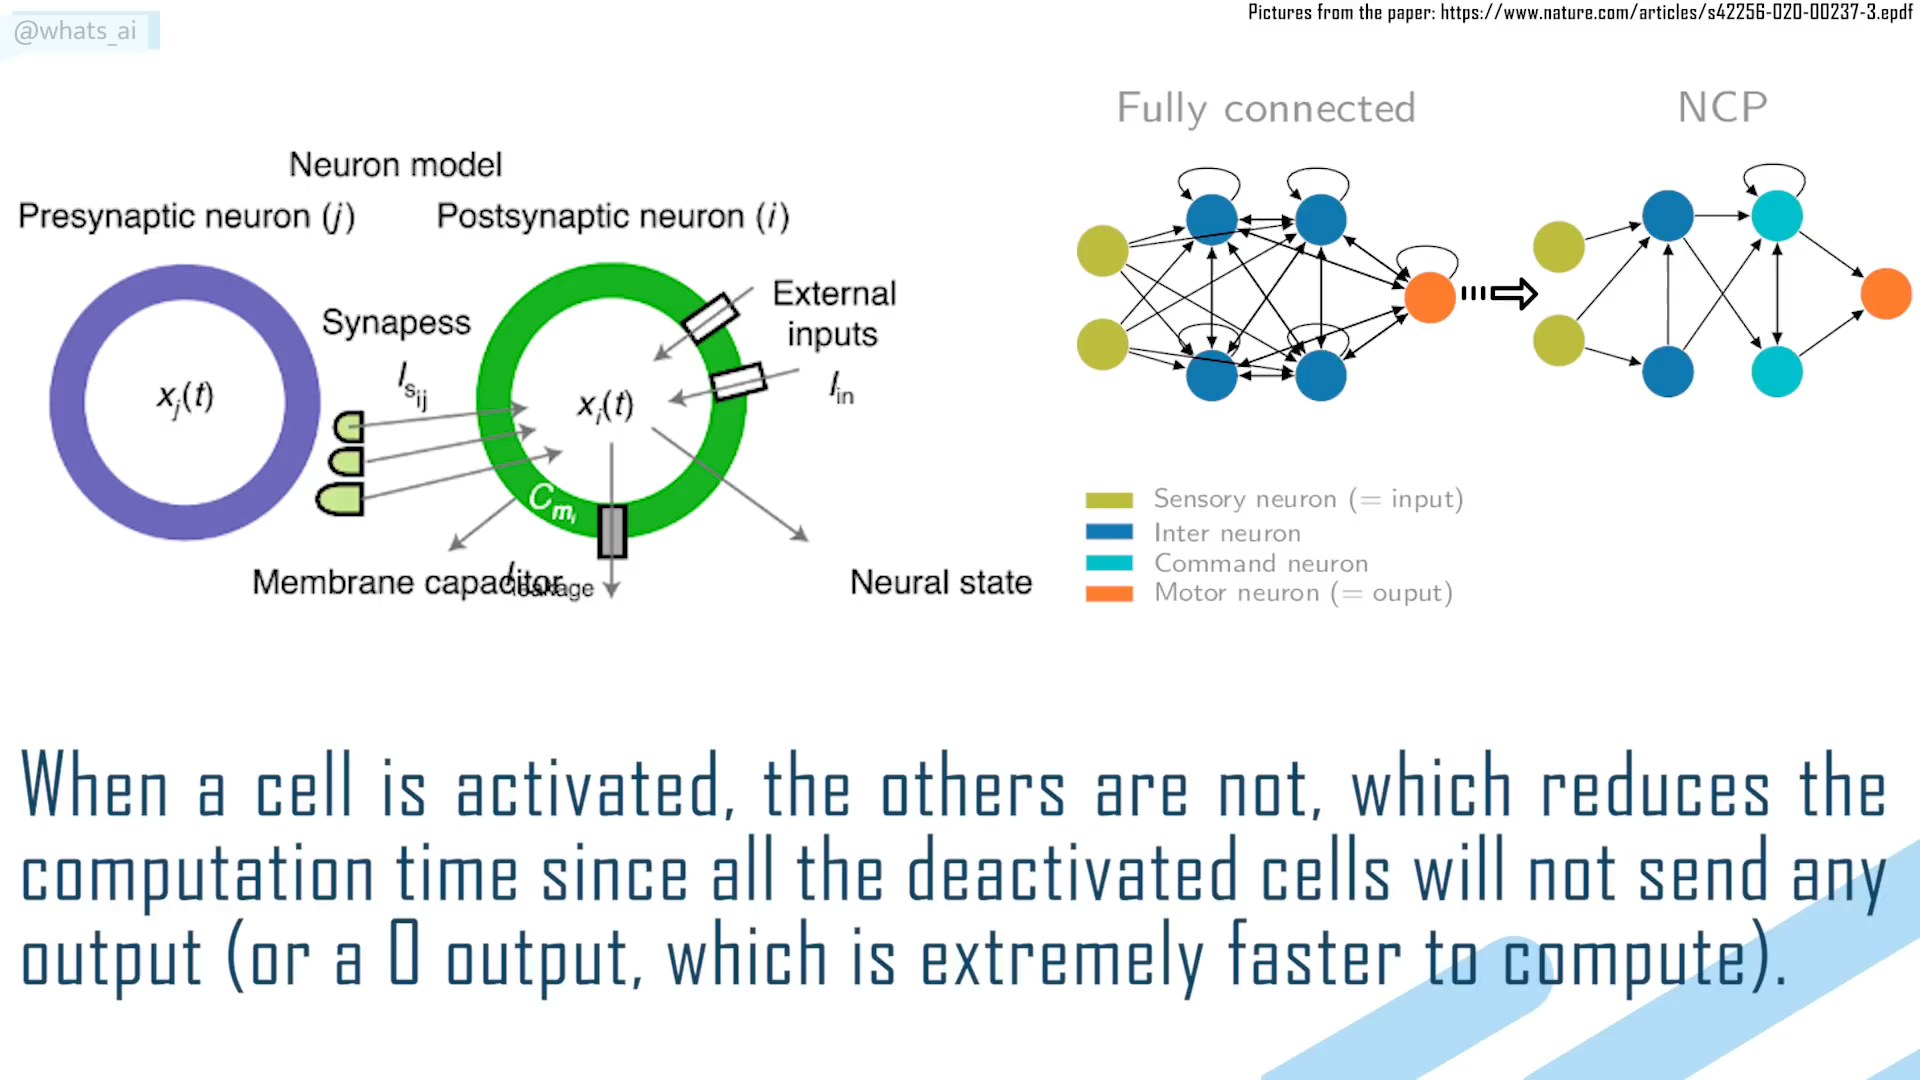 @whats_ai
Pictures from the paper: https://www.nature.com/articles/s42256-020-00237-3.epdf
Neuron model
Presynaptic neuron (j)
Postsynaptic neuron (i)
Synapess
I_sij
x_j(t)
x_i(t)
External
inputs
I_in
C_mi
Membrane capacitor
I_leakage
Neural state
Fully connected
NCP
Sensory neuron (= input)
Inter neuron
Command neuron
Motor neuron (= ouput)
When a cell is activated, the others are not, which reduces the
computation time since all the deactivated cells will not send any
output (or a 0 output, which is extremely faster to compute).